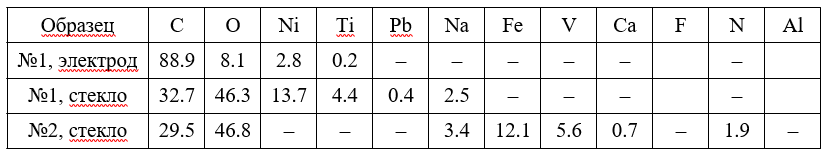 Образец C O Ni Ti Pb Na Fe V Ca F N Al
№1, электрод 88.9 8.1 2.8 0.2 – – – – – –
№1, стекло 32.7 46.3 13.7 4.4 0.4 2.5 – – – –
№2, стекло 29.5 46.8 – – – 3.4 12.1 5.6 0.7 – 1.9 –